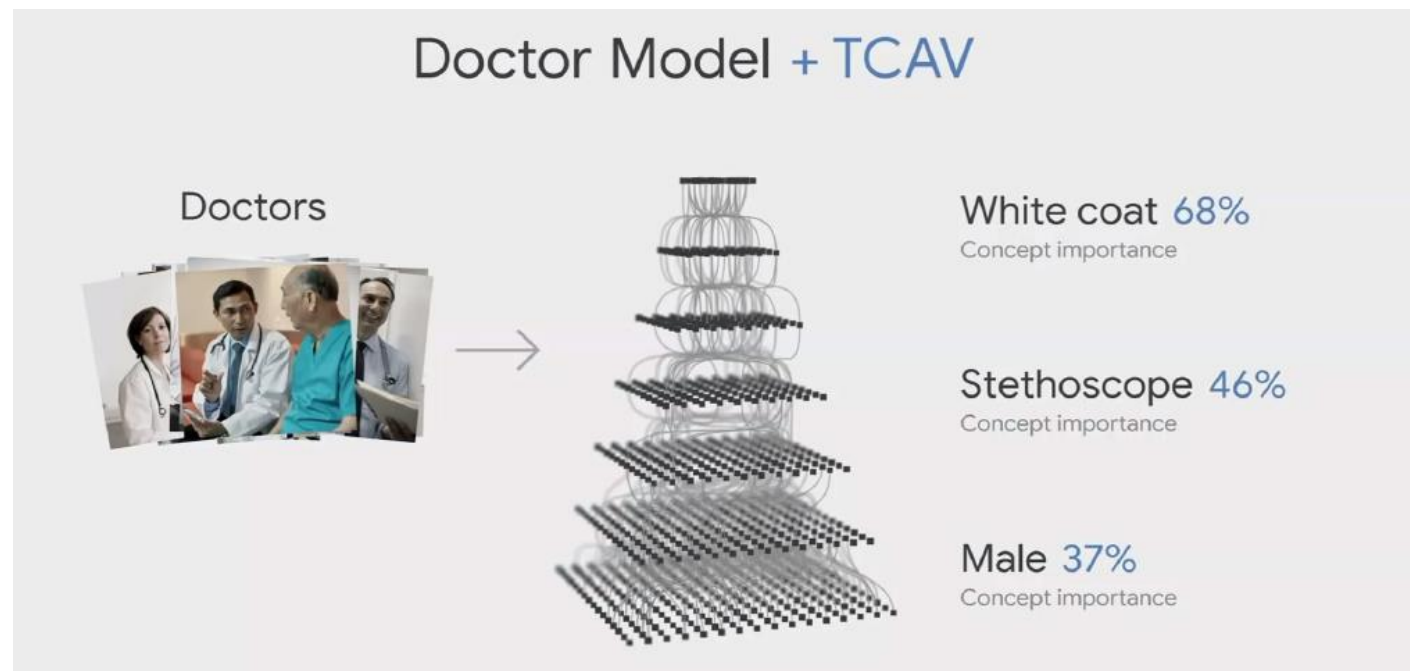 Doctor Model + TCAV
Doctors
White coat 68%
Concept importance
Stethoscope 46%
Concept importance
Male 37%
Concept importance